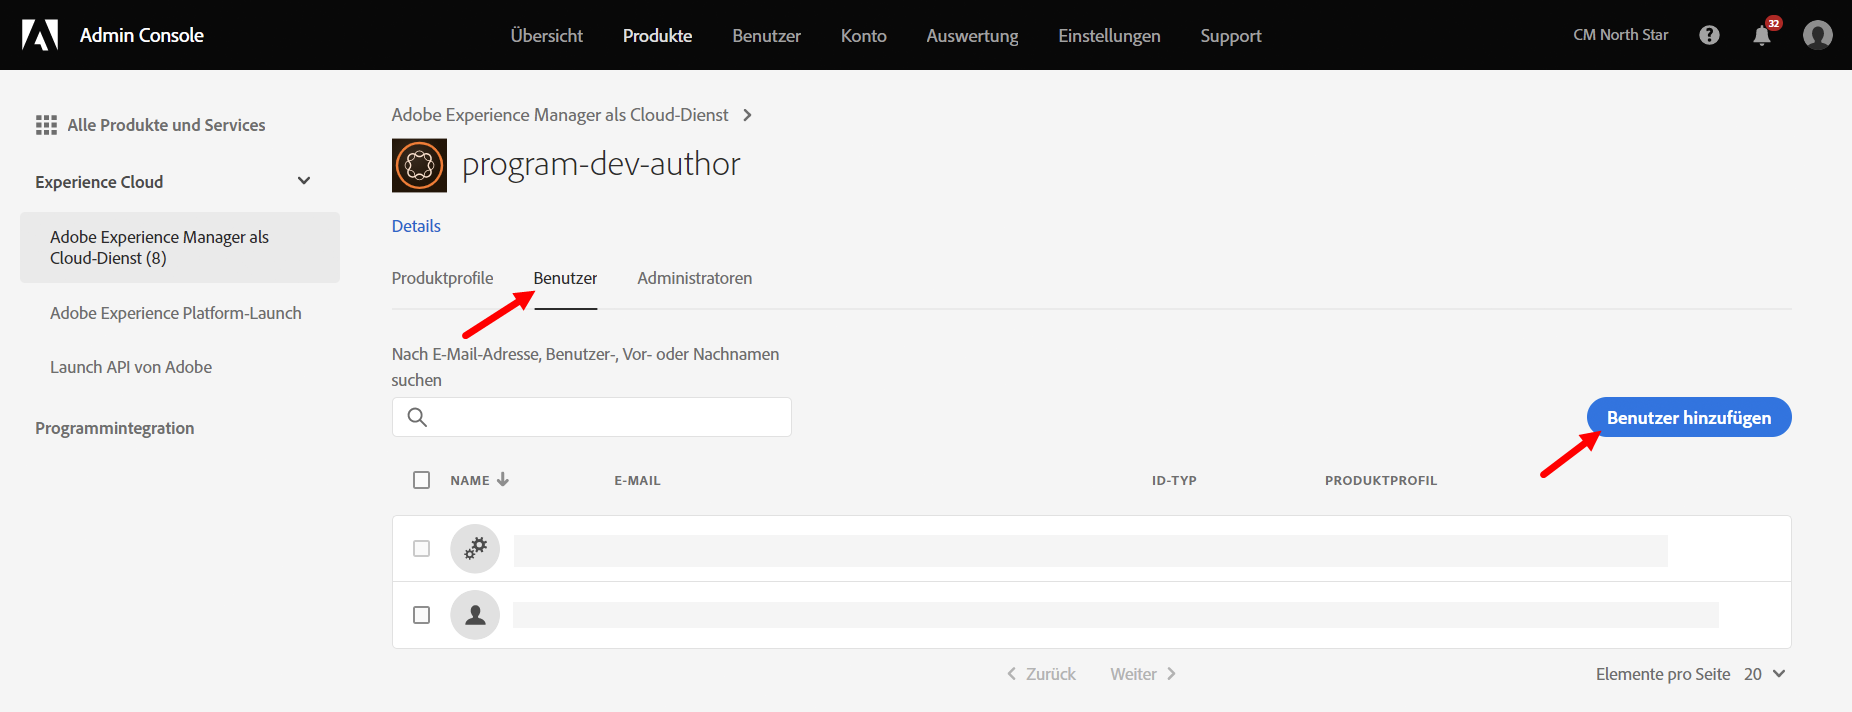 Admin Console
Übersicht
Produkte
Benutzer
Konto
Auswertung
Einstellungen
Support
CM North Star
?
32
Alle Produkte und Services
Experience Cloud
Adobe Experience Manager als
Cloud-Dienst (8)
Adobe Experience Platform-Launch
Launch API von Adobe
Programmintegration
Adobe Experience Manager als Cloud-Dienst
program-dev-author
Details
Produktprofile
Benutzer
Administratoren
Nach E-Mail-Adresse, Benutzer-, Vor- oder Nachnamen
suchen
Benutzer hinzufügen
NAME
E-MAIL
ID-TYP
PRODUKTPROFIL
Zurück
Weiter
Elemente pro Seite 20